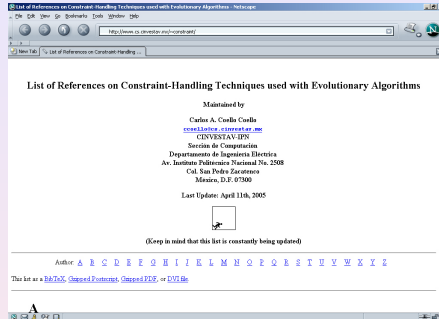 List of References on Constraint-Handling Techniques used with Evolutionary Algorithms - Netscape
File Edit View Go Bookmarks Tools Window Help
http://www.cs.cinvestav.mx/~constraint/
New Tab List of References on Constraint-Handling ...
List of References on Constraint-Handling Techniques used with Evolutionary Algorithms
Maintained by
Carlos A. Coello Coello
ccoello@cs.cinvestav.mx
CINVESTAV-IPN
Sección de Computación
Departamento de Ingeniería Eléctrica
Av. Instituto Politécnico Nacional No. 2508
Col. San Pedro Zacatenco
México, D.F. 07300
Last Update: April 11th, 2005
(Keep in mind that this list is constantly being updated)
Author: A B C D E F G H I J K L M N O P Q R S T U V W X Y Z
This list as a BibTeX, Gzipped Postscript, Gzipped PDF, or DVI file.
A